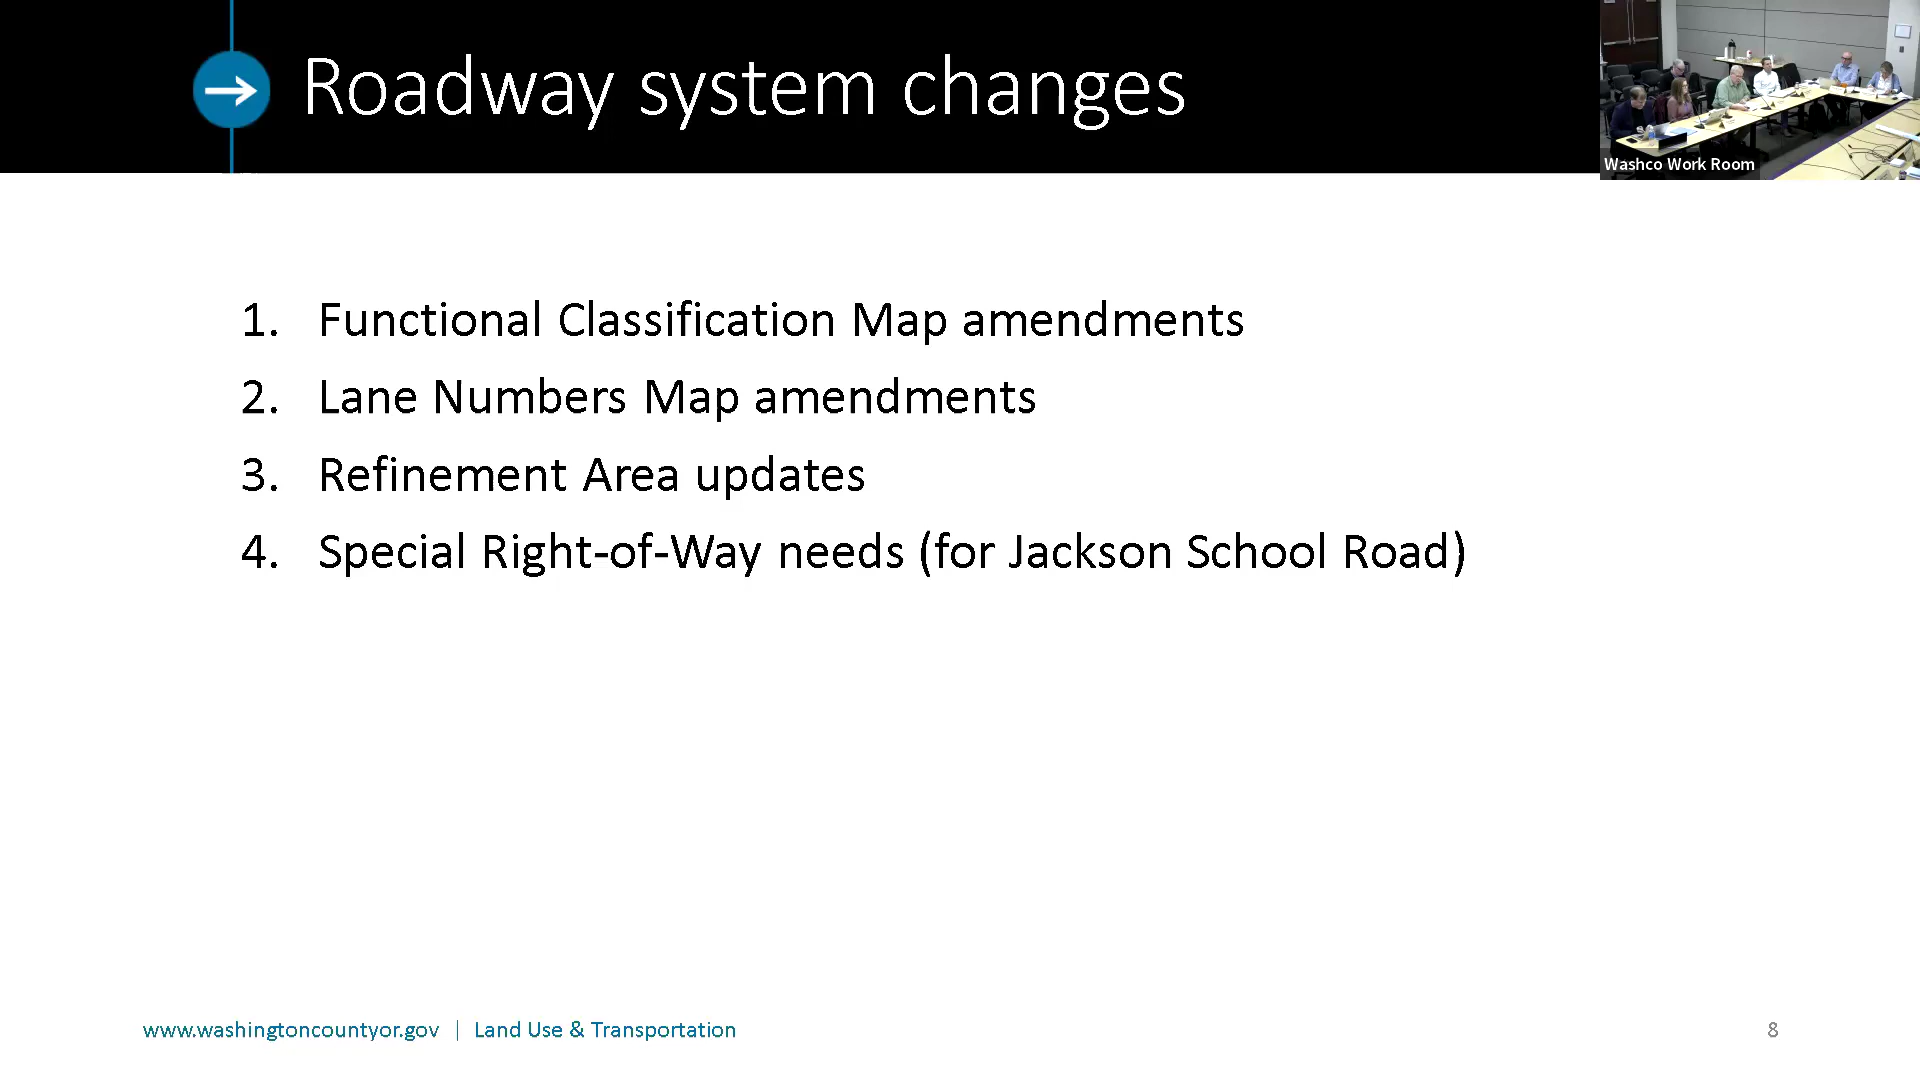 Roadway system changes
Washco Work Room
1. Functional Classification Map amendments
2. Lane Numbers Map amendments
3. Refinement Area updates
4. Special Right-of-Way needs (for Jackson School Road)
www.washingtoncountyor.gov | Land Use & Transportation
8